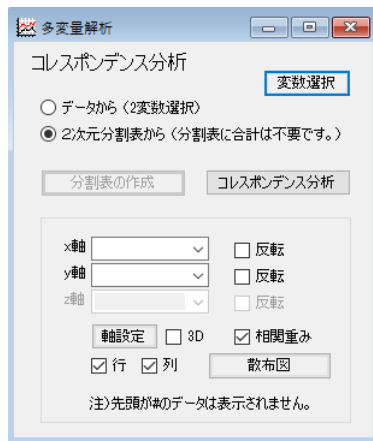 多変量解析
コレスポンデンス分析
変数選択
データから（2変数選択）
2次元分割表から（分割表に合計は不要です。）
分割表の作成 コレスポンデンス分析
x軸 反転
y軸 反転
z軸 反転
軸設定 3D 相関重み
行 列 散布図
注）先頭が#のデータは表示されません。